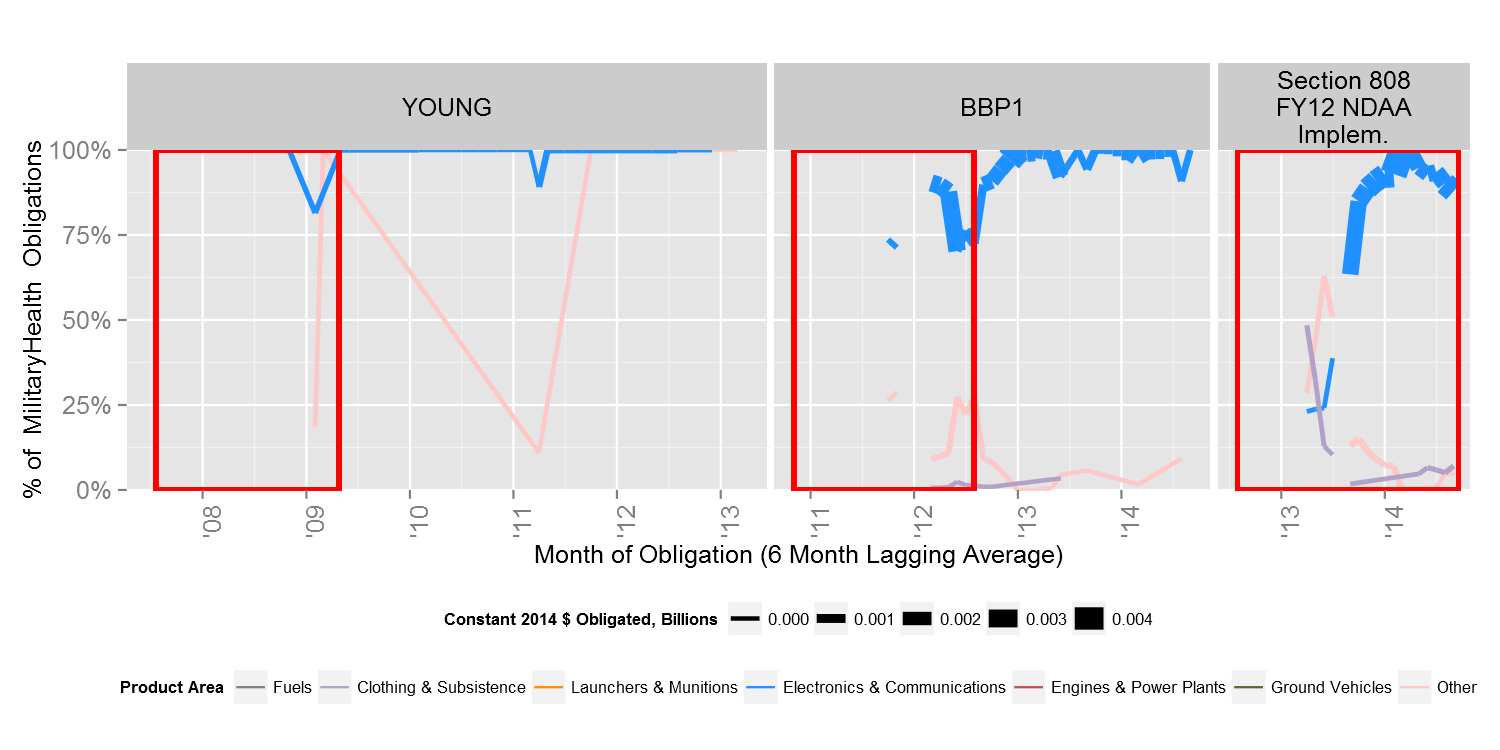 YOUNG
BBP1
Section 808
FY12 NDAA
Implem.
% of MilitaryHealth Obligations
100%
75%
50%
25%
0%
'08 '09 '10 '11 '12 '13
'11 '12 '13 '14
'13 '14
Month of Obligation (6 Month Lagging Average)
Constant 2014 $ Obligated, Billions 0.000 0.001 0.002 0.003 0.004
Product Area Fuels Clothing & Subsistence Launchers & Munitions Electronics & Communications Engines & Power Plants Ground Vehicles Other